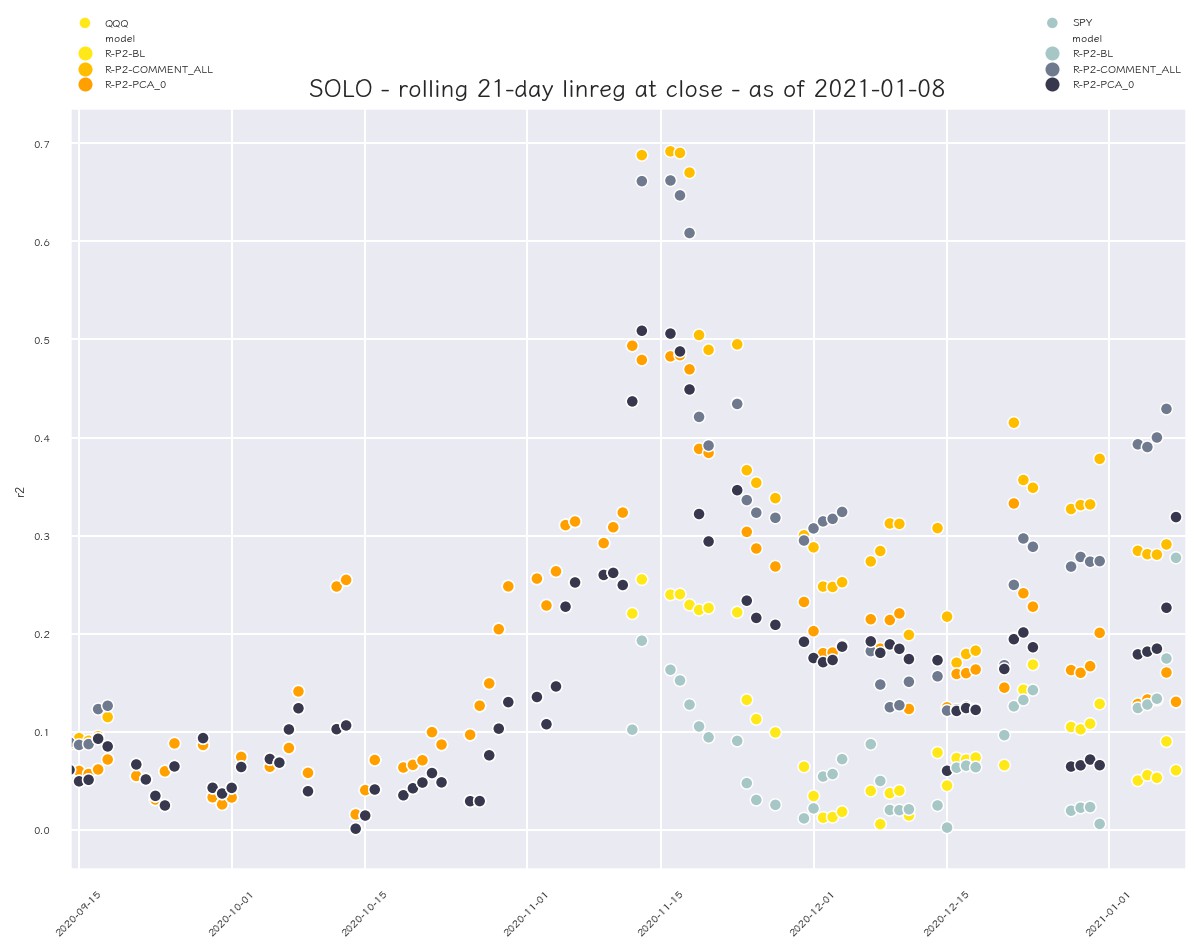 QQQ
model
R-P2-BL
R-P2-COMMENT_ALL
R-P2-PCA_0
SPY
model
R-P2-BL
R-P2-COMMENT_ALL
R-P2-PCA_0
SOLO - rolling 21-day linreg at close - as of 2021-01-08
0.7
0.6
0.5
0.4
0.3
0.2
0.1
0.0
r2
2020-09-15
2020-10-01
2020-10-15
2020-11-01
2020-11-15
2020-12-01
2020-12-15
2021-01-01